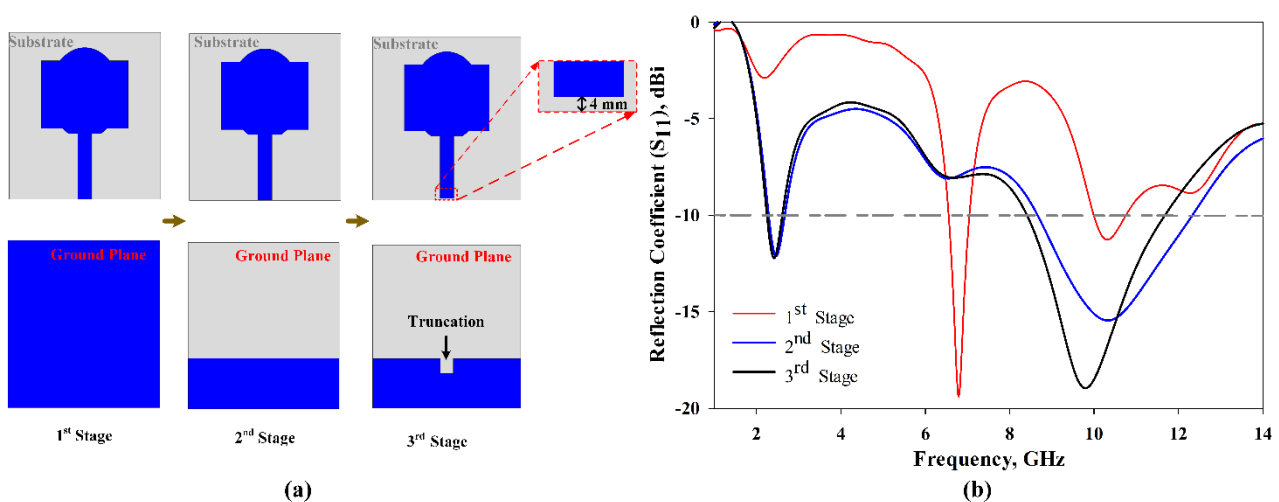 Substrate
Substrate
Substrate
4 mm
Ground Plane
Ground Plane
Ground Plane
Truncation
1st Stage
2nd Stage
3rd Stage
(a)
Reflection Coefficient (S11), dBi
0
-5
-10
-15
-20
1st Stage
2nd Stage
3rd Stage
2 4 6 8 10 12 14
Frequency, GHz
(b)